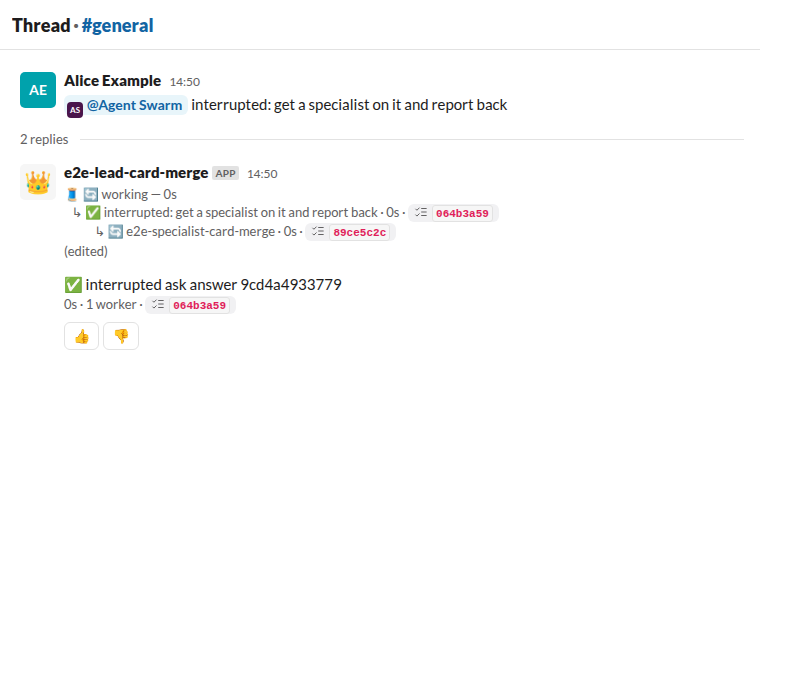 Thread • #general
AE
Alice Example 14:50
AS @Agent Swarm interrupted: get a specialist on it and report back
2 replies
e2e-lead-card-merge APP 14:50
🧵 🔄 working — 0s
↳ ✅ interrupted: get a specialist on it and report back · 0s · 064b3a59
↳ 🔄 e2e-specialist-card-merge · 0s · 89ce5c2c
(edited)
✅ interrupted ask answer 9cd4a4933779
0s · 1 worker · 064b3a59
👍 👎